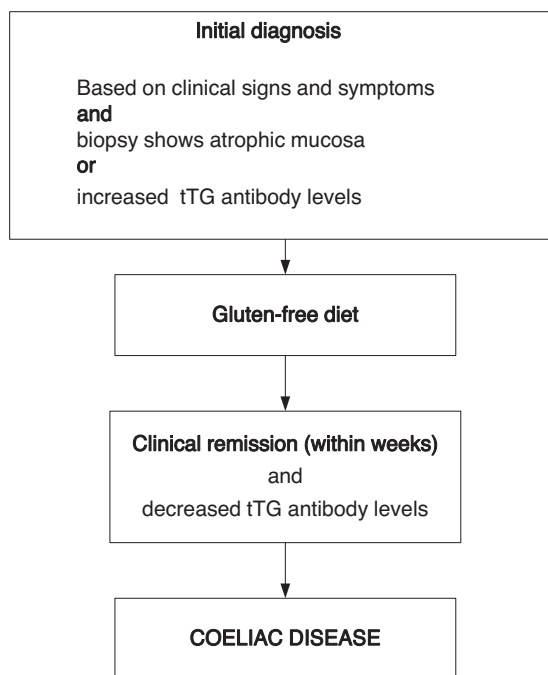 Initial diagnosis
Based on clinical signs and symptoms
and
biopsy shows atrophic mucosa
or
increased tTG antibody levels
Gluten-free diet
Clinical remission (within weeks)
and
decreased tTG antibody levels
COELIAC DISEASE